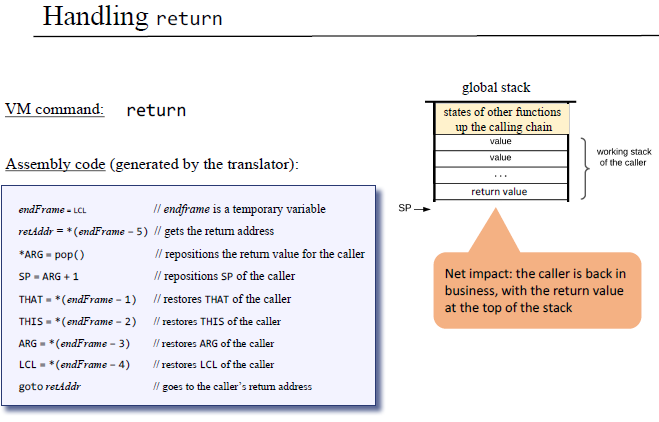 Handling return
VM command: return
Assembly code (generated by the translator):
endFrame = LCL // endframe is a temporary variable
retAddr = *(endFrame – 5) // gets the return address
*ARG = pop() // repositions the return value for the caller
SP = ARG + 1 // repositions SP of the caller
THAT = *(endFrame – 1) // restores THAT of the caller
THIS = *(endFrame – 2) // restores THIS of the caller
ARG = *(endFrame – 3) // restores ARG of the caller
LCL = *(endFrame – 4) // restores LCL of the caller
goto retAddr // goes to the caller's return address
global stack
states of other functions
up the calling chain
value
value
...
return value
SP
working stack
of the caller
Net impact: the caller is back in
business, with the return value
at the top of the stack